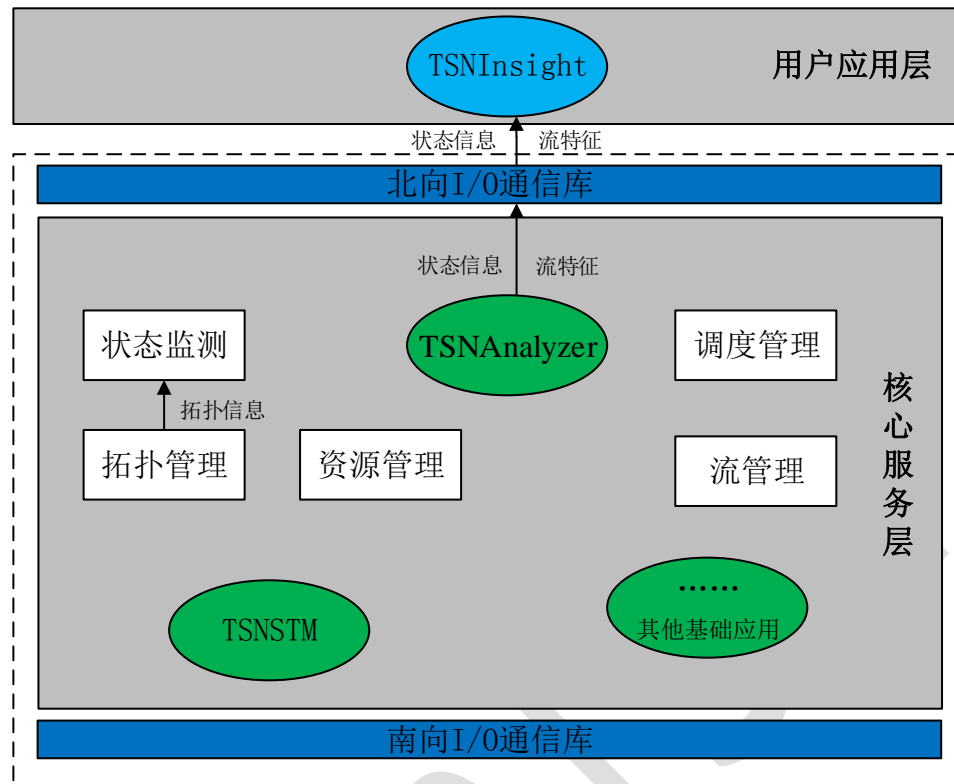 TSNInsight
用户应用层
状态信息
流特征
北向I/O通信库
状态信息
流特征
状态监测
TSNAnalyzer
调度管理
拓扑信息
拓扑管理
资源管理
流管理
核心服务层
TSNSTM
……
其他基础应用
南向I/O通信库